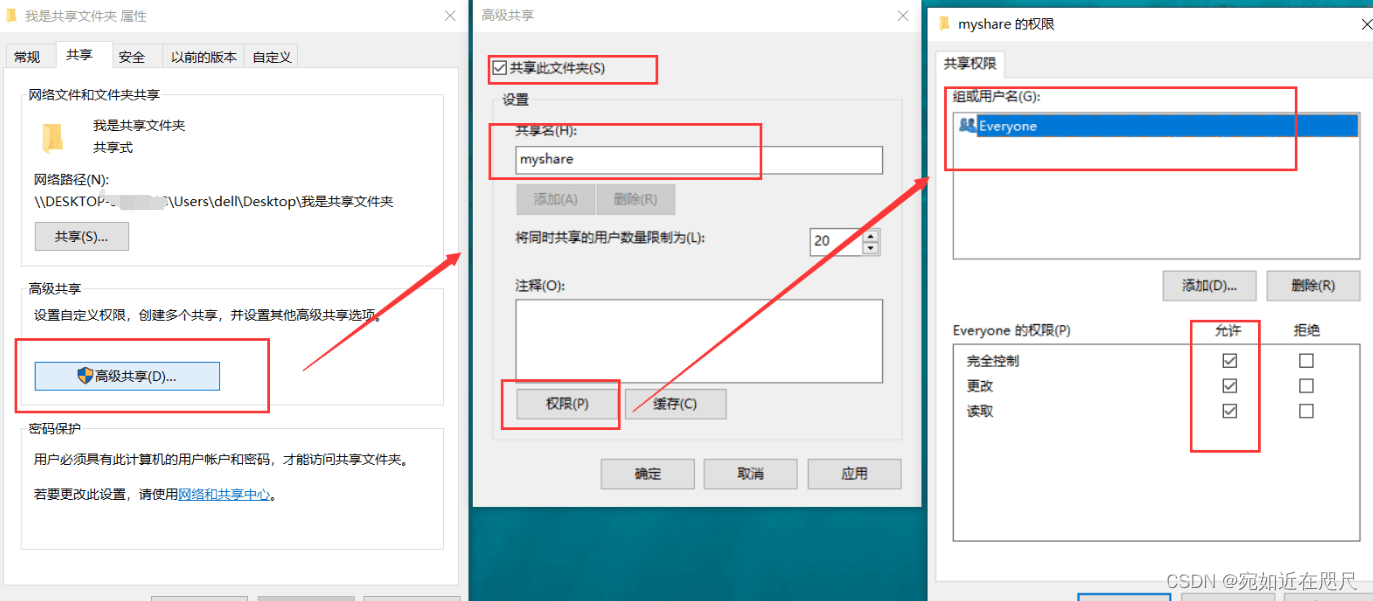 我是共享文件夹 属性
常规 共享 安全 以前的版本 自定义
网络文件和文件夹共享
我是共享文件夹
共享式
网络路径(N):
\\DESKTOP- \Users\dell\Desktop\我是共享文件夹
共享(S)...
高级共享
设置自定义权限，创建多个共享，并设置其他高级共享选项。
高级共享(D)...
密码保护
用户必须具有此计算机的用户帐户和密码，才能访问共享文件夹。
若要更改此设置，请使用网络和共享中心。
高级共享
共享此文件夹(S)
设置
共享名(H):
myshare
添加(A) 删除(R)
将同时共享的用户数量限制为(L): 20
注释(O):
权限(P) 缓存(C)
确定 取消 应用
myshare 的权限
共享权限
组或用户名(G):
Everyone
添加(D)... 删除(R)
Everyone 的权限(P) 允许 拒绝
完全控制
更改
读取
CSDN @宛如近在咫尺